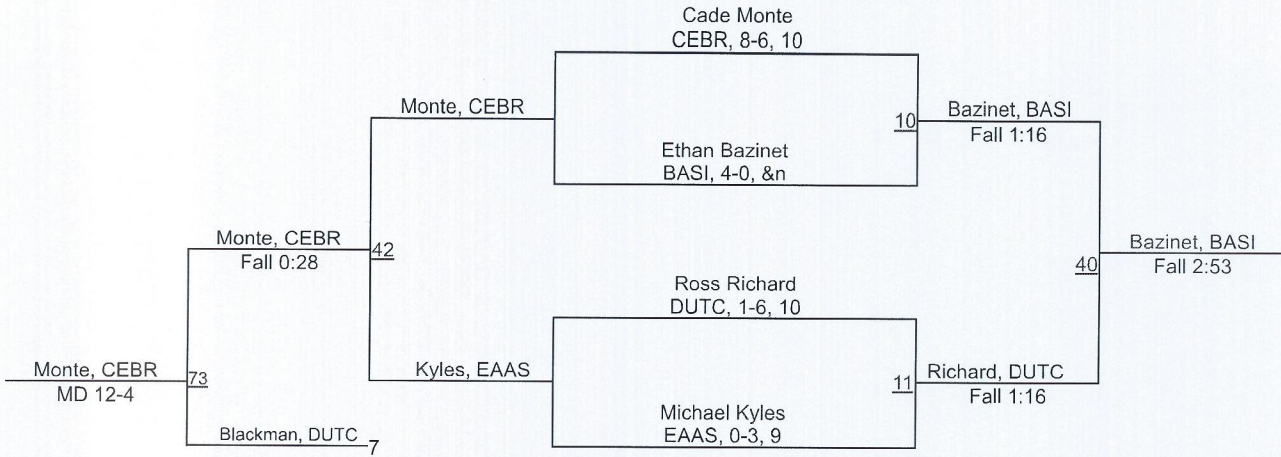 Cade Monte
CEBR, 8-6, 10
Monte, CEBR
10
Bazinet, BASI
Fall 1:16
Ethan Bazinet
BASI, 4-0, &n
Monte, CEBR
Fall 0:28
42
Bazinet, BASI
Fall 2:53
40
Ross Richard
DUTC, 1-6, 10
Monte, CEBR
MD 12-4
73
Kyles, EAAS
11
Richard, DUTC
Fall 1:16
Michael Kyles
EAAS, 0-3, 9
Blackman, DUTC
7